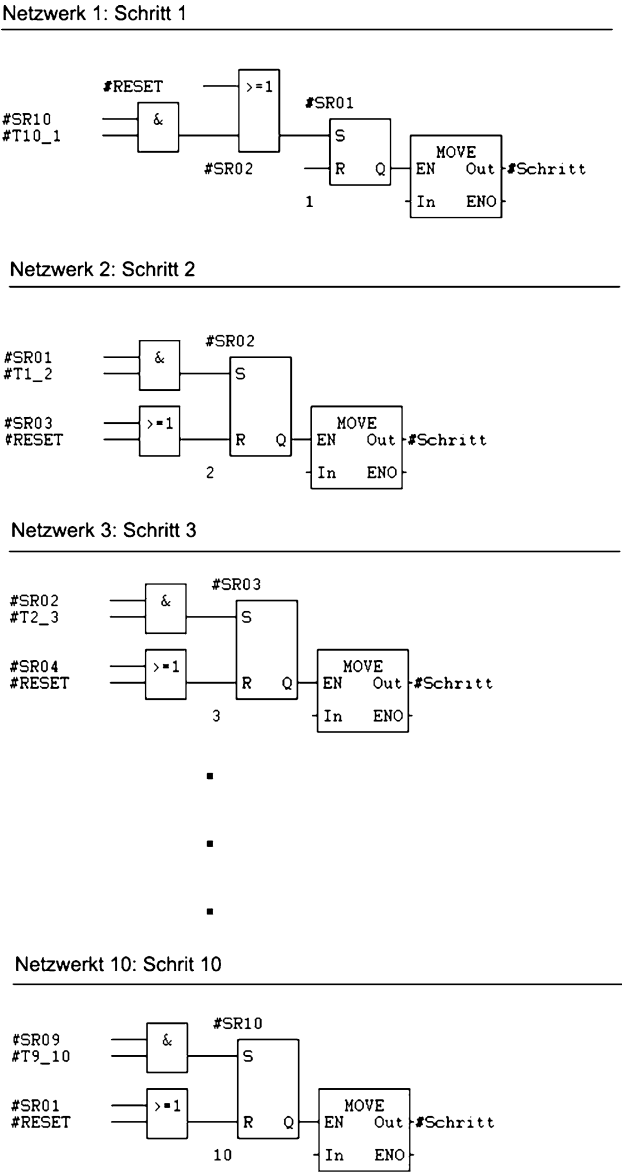 Netzwerk 1: Schritt 1
#RESET >=1
#SR01
#SR10 &
#T10_1 S
MOVE
#SR02 R Q EN Out #Schritt
1 In ENO
Netzwerk 2: Schritt 2
#SR02
#SR01 &
#T1_2 S
#SR03 >=1 MOVE
#RESET R Q EN Out #Schritt
2 In ENO
Netzwerk 3: Schritt 3
#SR03
#SR02 &
#T2_3 S
#SR04 >=1 MOVE
#RESET R Q EN Out #Schritt
3 In ENO
Netzwerkt 10: Schrit 10
#SR10
#SR09 &
#T9_10 S
#SR01 >=1 MOVE
#RESET R Q EN Out #Schritt
10 In ENO